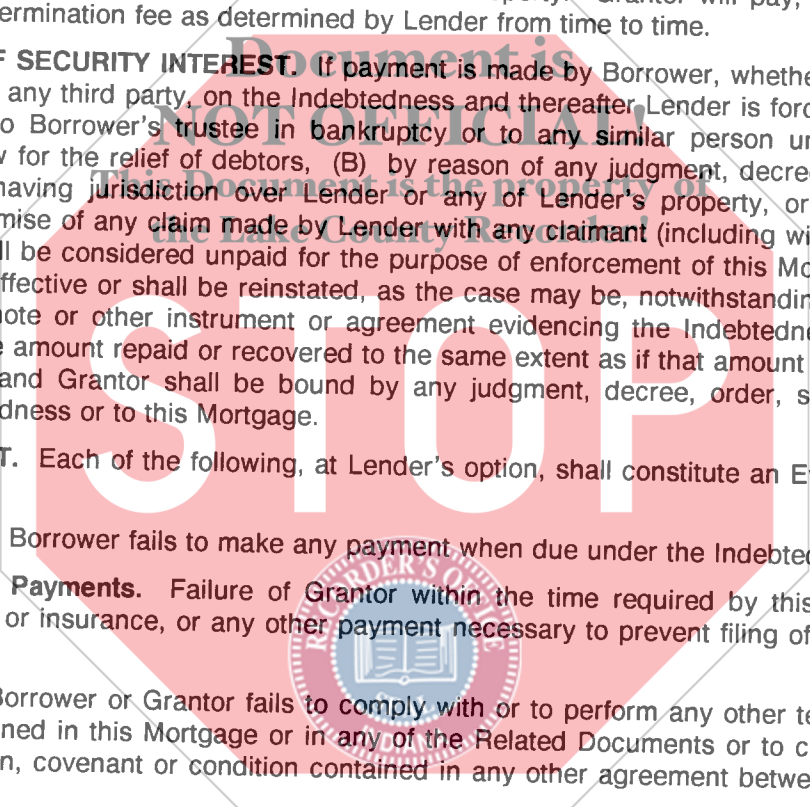 ermination fee as determined by Lender from time to time.
F SECURITY INTEREST. If payment is made by Borrower, whethe
any third party, on the Indebtedness and thereafter Lender is forc
o Borrower's trustee in bankruptcy or to any similar person un
w for the relief of debtors, (B) by reason of any judgment, decre
having jurisdiction over Lender or any of Lender's property, or
mise of any claim made by Lender with any claimant (including wi
ll be considered unpaid for the purpose of enforcement of this Mo
ffective or shall be reinstated, as the case may be, notwithstandin
note or other instrument or agreement evidencing the Indebtedne
e amount repaid or recovered to the same extent as if that amount
and Grantor shall be bound by any judgment, decree, order, s
dness or to this Mortgage.
T. Each of the following, at Lender's option, shall constitute an E
Borrower fails to make any payment when due under the Indebted
Payments. Failure of Grantor within the time required by this
or insurance, or any other payment necessary to prevent filing of
Borrower or Grantor fails to comply with or to perform any other te
ned in this Mortgage or in any of the Related Documents or to c
n, covenant or condition contained in any other agreement betwe
Document is
NOT OFFICIAL!
This Document is the property of
the Lake County Recorder!
STOP
RECORDER'S OFFICE